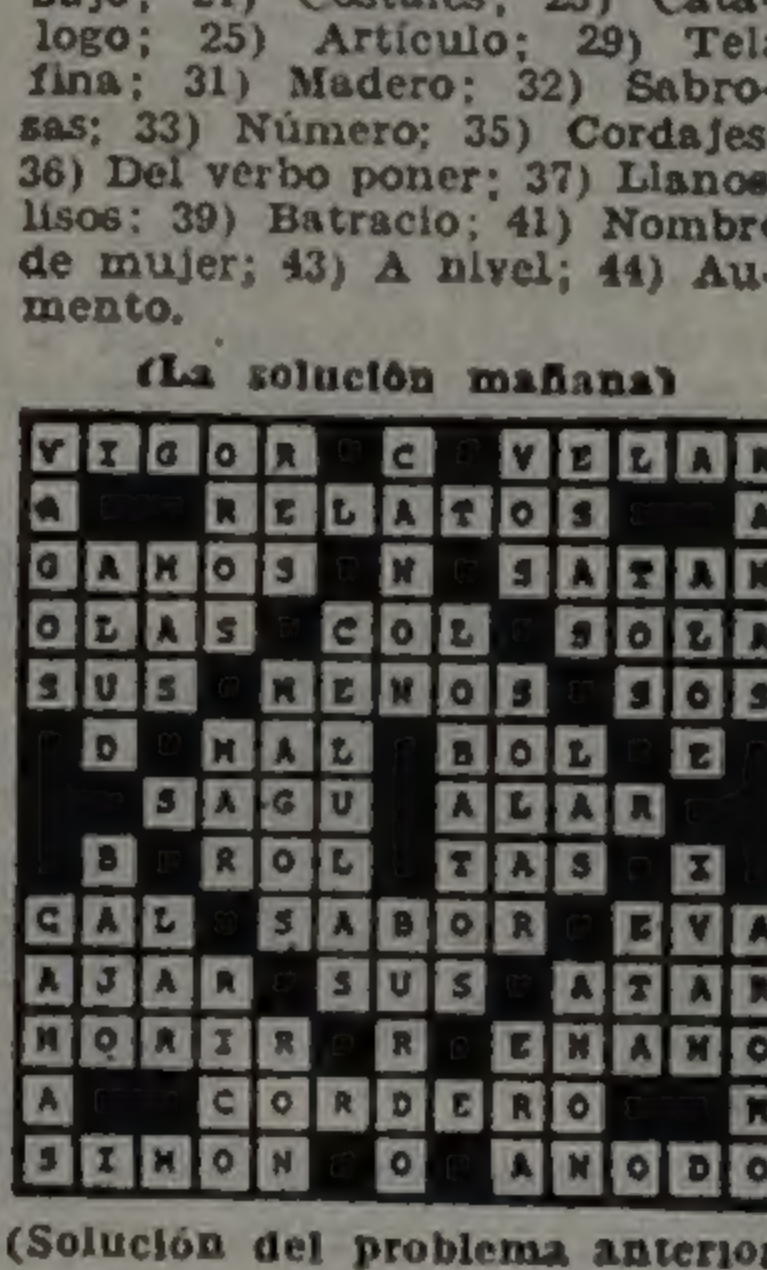 logo; 25) Artículo; 29) Tela
fina; 31) Madero; 32) Sabro-
sas; 33) Número; 35) Cordajes
36) Del verbo poner; 37) Llanos
lisos; 39) Batracio; 41) Nombre
de mujer; 43) A nivel; 44) Au-
mento.
(La solución mañana)
V I G O R C V E L A R
A R E L A T O S A
G A M O S N S A T A N
O L A S C O L S O L A
S U S M E N O S S O S
D M A L B O L E
S A G U A L A R
B R O L T A S I
C A L S A B O R E V A
A J A R S U S A T A R
M O R I R R E M A N O
A C O R D E R O M
S I M O N O A N O D O
(Solución del problema anterior